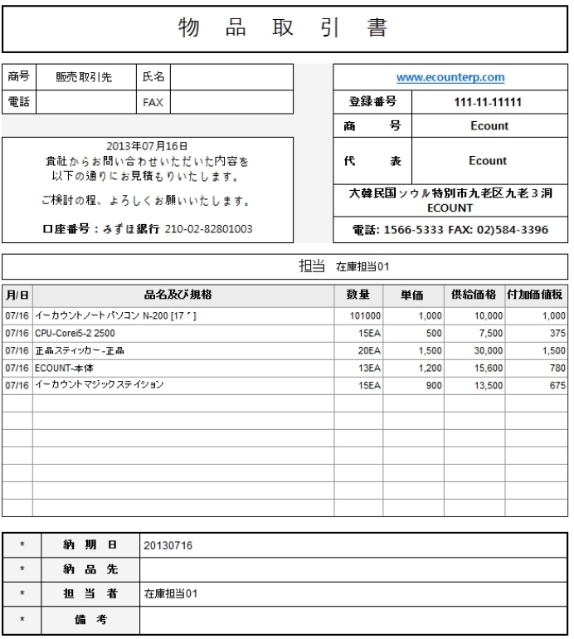 物 品 取 引 書
商号 販売取引先 氏名
電話 FAX
www.ecounterp.com
登録番号 111-11-11111
商 号 Ecount
代 表 Ecount
大韓民国ソウル特別市九老区九老３洞
ECOUNT
電話: 1566-5333 FAX: 02)584-3396
2013年07月16日
貴社からお問い合わせいただいた内容を
以下の通りにお見積もりいたします。
ご検討の程、よろしくお願いいたします。
口座番号：みずほ銀行 210-02-82801003
担当 在庫担当01
月/日 品名及び規格 数量 単価 供給価格 付加価値税
07/16 イーカウントノートパソコン N-200 [17"] 101000 1,000 10,000 1,000
07/16 CPU-Corei5-2 2500 15EA 500 7,500 375
07/16 正品スティッカー-正品 20EA 1,500 30,000 1,500
07/16 ECOUNT-本体 13EA 1,200 15,600 780
07/16 イーカウントマジックステイション 15EA 900 13,500 675
* 納 期 日 20130716
* 納 品 先
* 担 当 者 在庫担当01
* 備 考